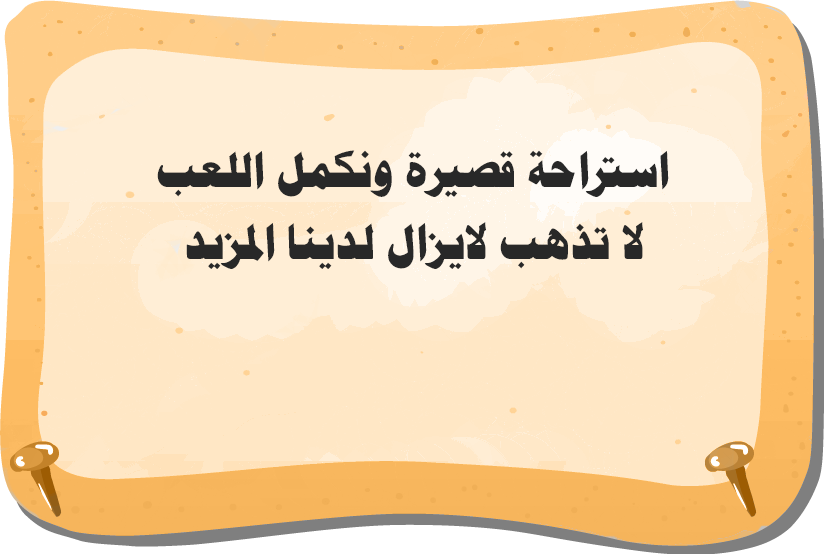 استراحة قصيرة ونكمل اللعب
لا تذهب لايزال لدينا المزيد